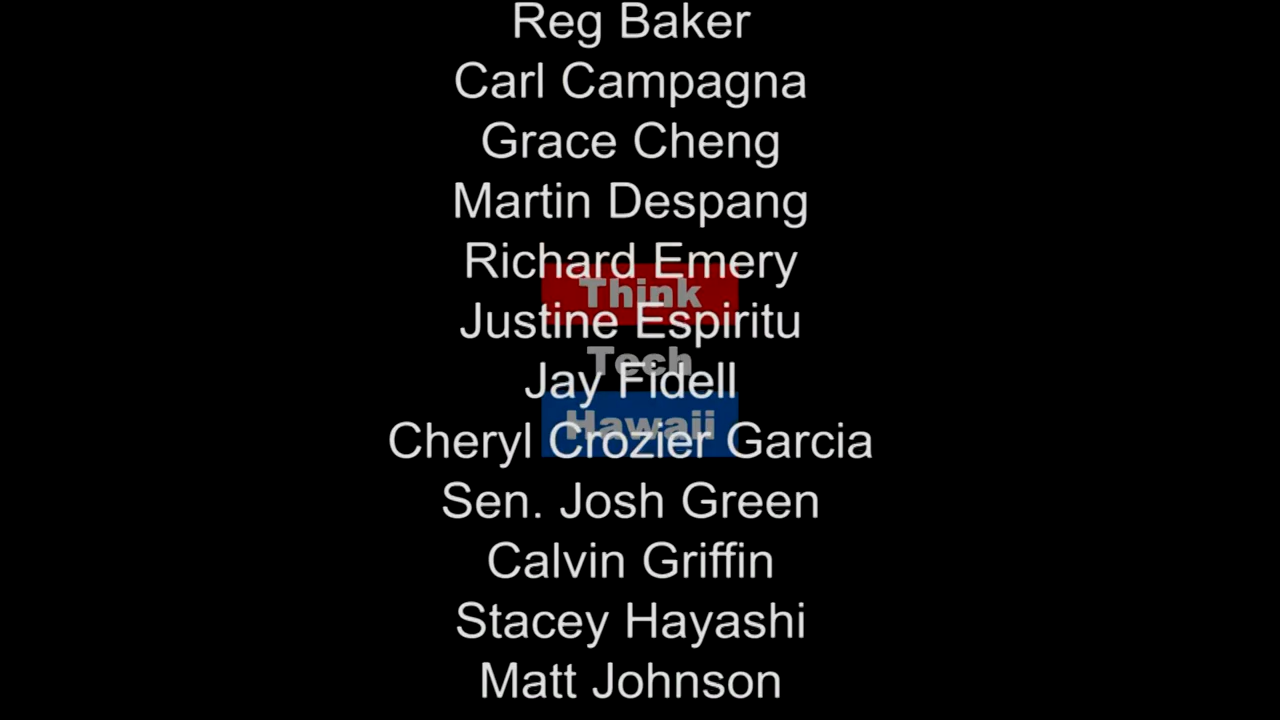 Reg Baker
Carl Campagna
Grace Cheng
Martin Despang
Richard Emery
Think
Justine Espiritu
Tech
Jay Fidell
Hawaii
Cheryl Crozier Garcia
Sen. Josh Green
Calvin Griffin
Stacey Hayashi
Matt Johnson